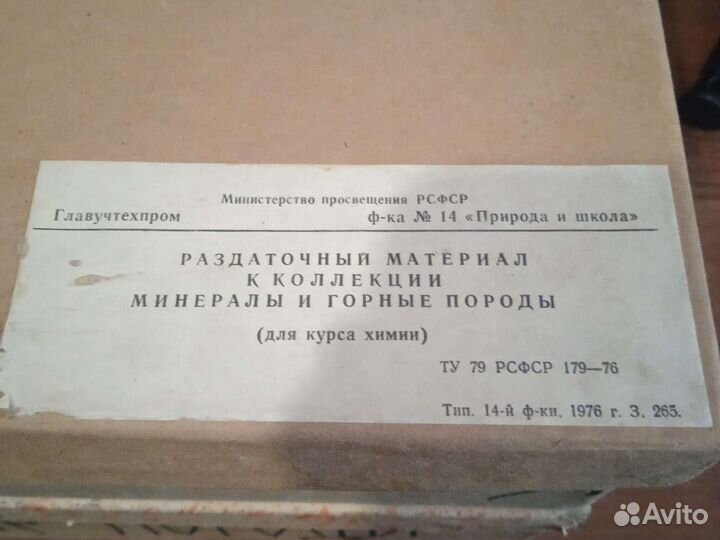 Министерство просвещения РСФСР
Главучтехпром ф-ка № 14 «Природа и школа»
РАЗДАТОЧНЫЙ МАТЕРИАЛ
К КОЛЛЕКЦИИ
МИНЕРАЛЫ И ГОРНЫЕ ПОРОДЫ
(для курса химии)
ТУ 79 РСФСР 179—76
Тип. 14-й ф-ки. 1976 г. З. 265.
Avito